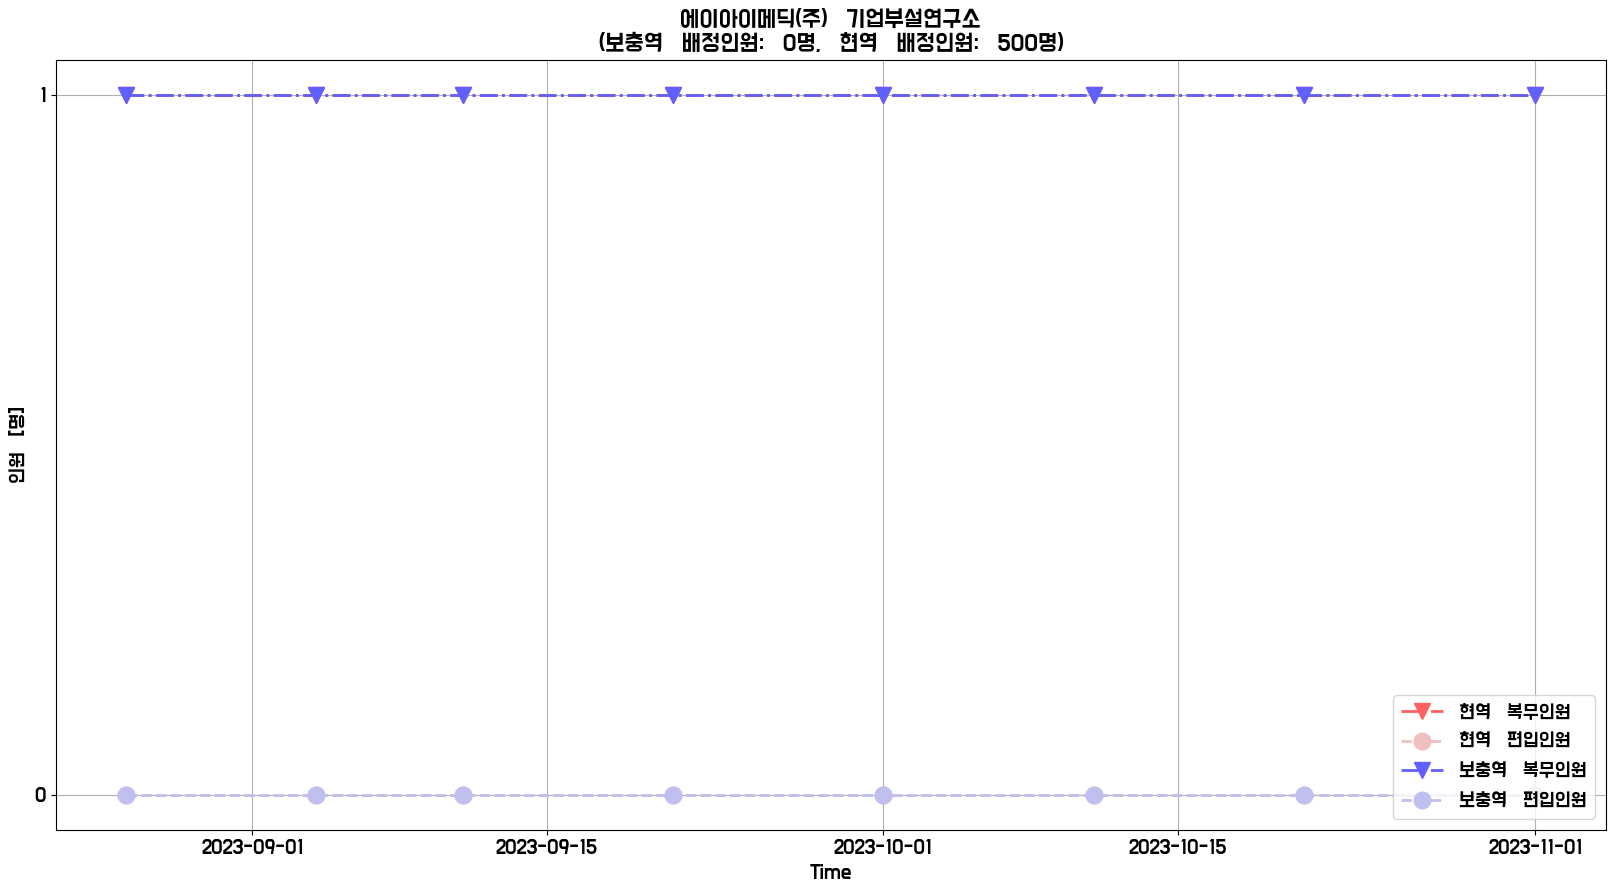 에이아이메딕(주) 기업부설연구소
(보충역 배정인원: 0명, 현역 배정인원: 500명)
1
인원 [명]
0
현역 복무인원
현역 편입인원
보충역 복무인원
보충역 편입인원
2023-09-01 2023-09-15 2023-10-01 2023-10-15 2023-11-01
Time